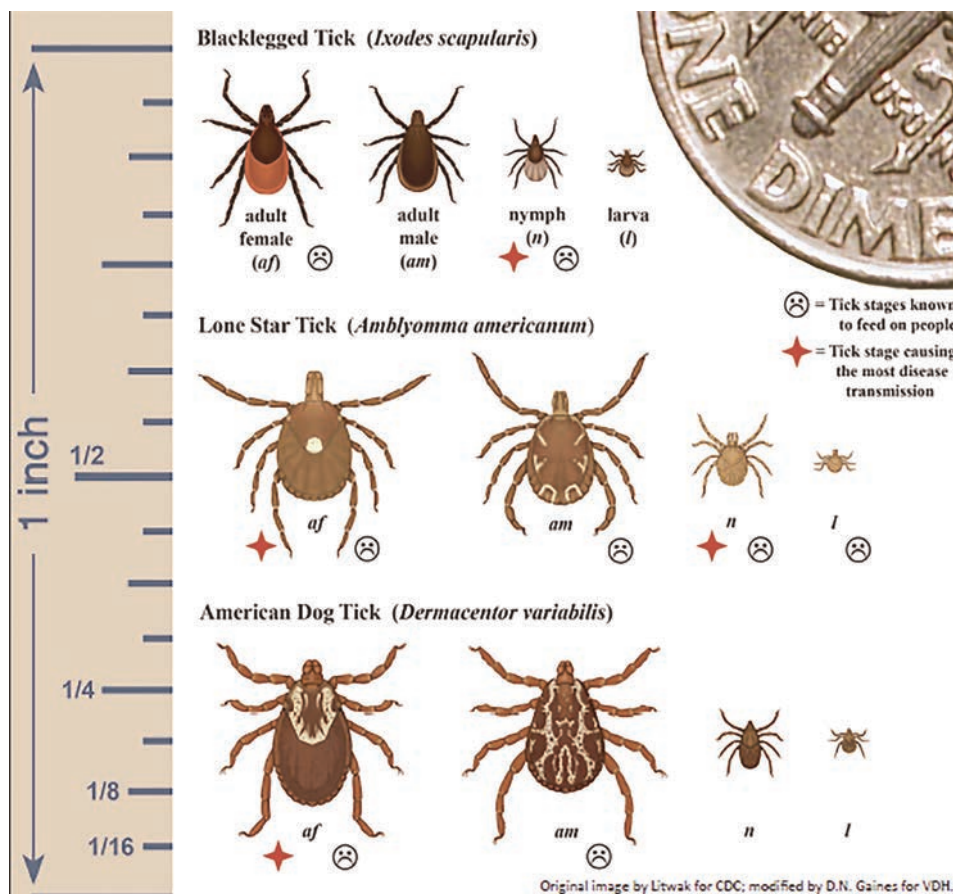 Blacklegged Tick (Ixodes scapularis)
adult
female
(af)
adult
male
(am)
nymph
(n)
larva
(l)
ONE DIME
= Tick stages known
to feed on people
= Tick stage causing
the most disease
transmission
Lone Star Tick (Amblyomma americanum)
af
am
n
l
American Dog Tick (Dermacentor variabilis)
af
am
n
l
1 inch
1/2
1/4
1/8
1/16
Original image by Litwak for CDC; modified by D.N. Gaines for VDH.